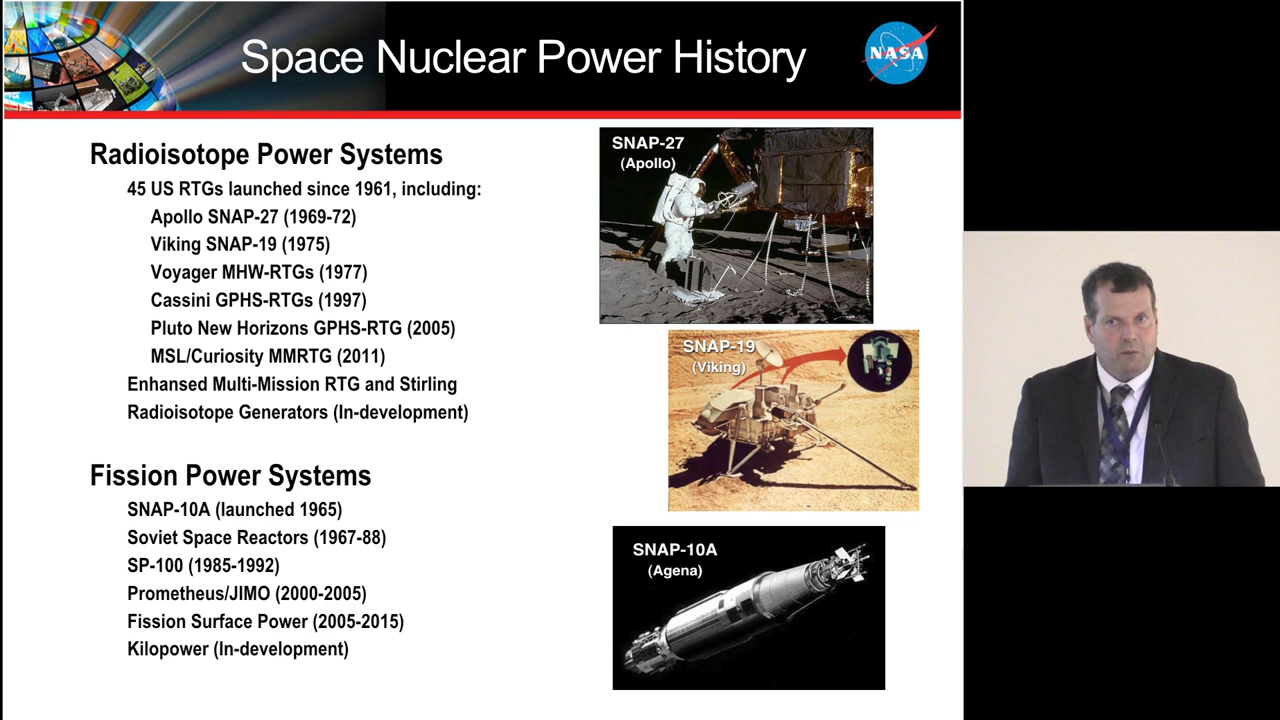 Space Nuclear Power History
NASA
Radioisotope Power Systems
45 US RTGs launched since 1961, including:
Apollo SNAP-27 (1969-72)
Viking SNAP-19 (1975)
Voyager MHW-RTGs (1977)
Cassini GPHS-RTGs (1997)
Pluto New Horizons GPHS-RTG (2005)
MSL/Curiosity MMRTG (2011)
Enhansed Multi-Mission RTG and Stirling
Radioisotope Generators (In-development)
Fission Power Systems
SNAP-10A (launched 1965)
Soviet Space Reactors (1967-88)
SP-100 (1985-1992)
Prometheus/JIMO (2000-2005)
Fission Surface Power (2005-2015)
Kilopower (In-development)
SNAP-27
(Apollo)
SNAP-19
(Viking)
SNAP-10A
(Agena)